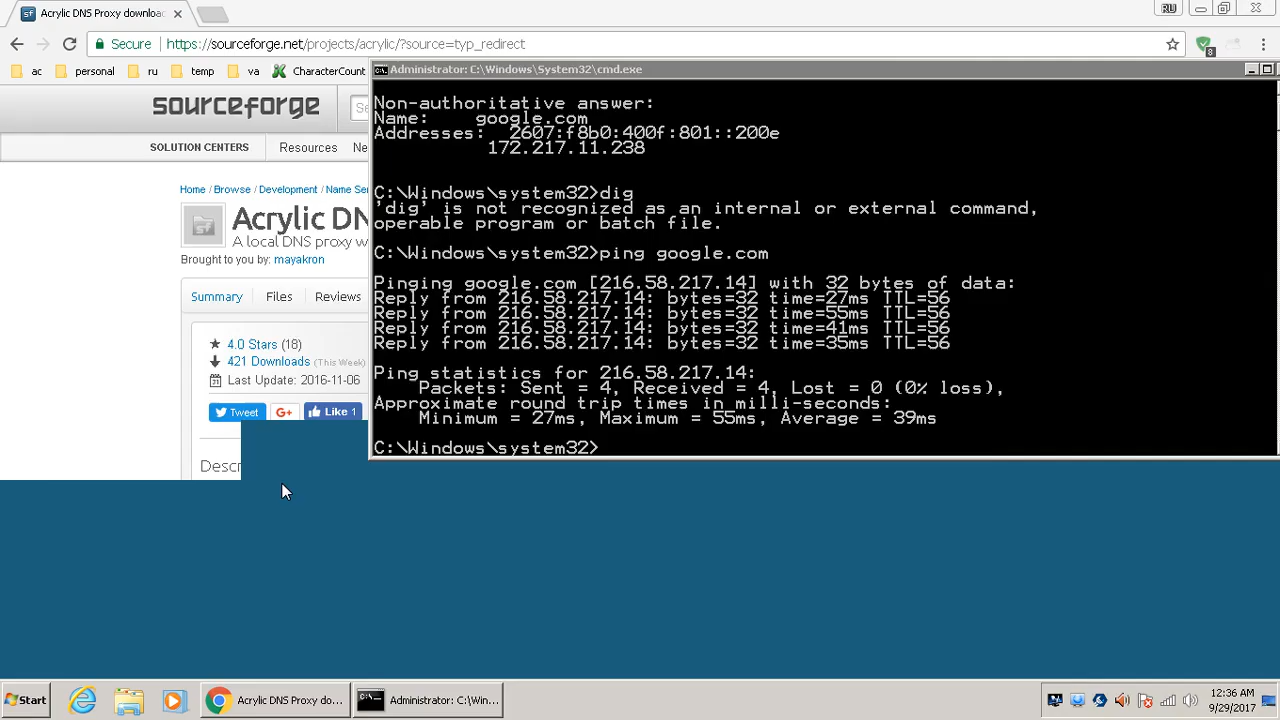 Acrylic DNS Proxy downloa
RU
Secure https://sourceforge.net/projects/acrylic/?source=typ_redirect
8
ac personal ru temp va CharacterCount
Administrator: C:\Windows\System32\cmd.exe
Non-authoritative answer:
Name: google.com
Addresses: 2607:f8b0:400f:801::200e
172.217.11.238
C:\Windows\system32>dig
'dig' is not recognized as an internal or external command,
operable program or batch file.
C:\Windows\system32>ping google.com
Pinging google.com [216.58.217.14] with 32 bytes of data:
Reply from 216.58.217.14: bytes=32 time=27ms TTL=56
Reply from 216.58.217.14: bytes=32 time=55ms TTL=56
Reply from 216.58.217.14: bytes=32 time=41ms TTL=56
Reply from 216.58.217.14: bytes=32 time=35ms TTL=56
Ping statistics for 216.58.217.14:
Packets: Sent = 4, Received = 4, Lost = 0 (0% loss),
Approximate round trip times in milli-seconds:
Minimum = 27ms, Maximum = 55ms, Average = 39ms
C:\Windows\system32>
sourceforge
Se
SOLUTION CENTERS Resources Ne
Home / Browse / Development / Name Se
Acrylic DN
A local DNS proxy w
Brought to you by: mayakron
Summary Files Reviews
4.0 Stars (18)
421 Downloads (This Week)
Last Update: 2016-11-06
Tweet G+ Like 1
Descr
Start Acrylic DNS Proxy do... Administrator: C:\Win... 12:36 AM
9/29/2017